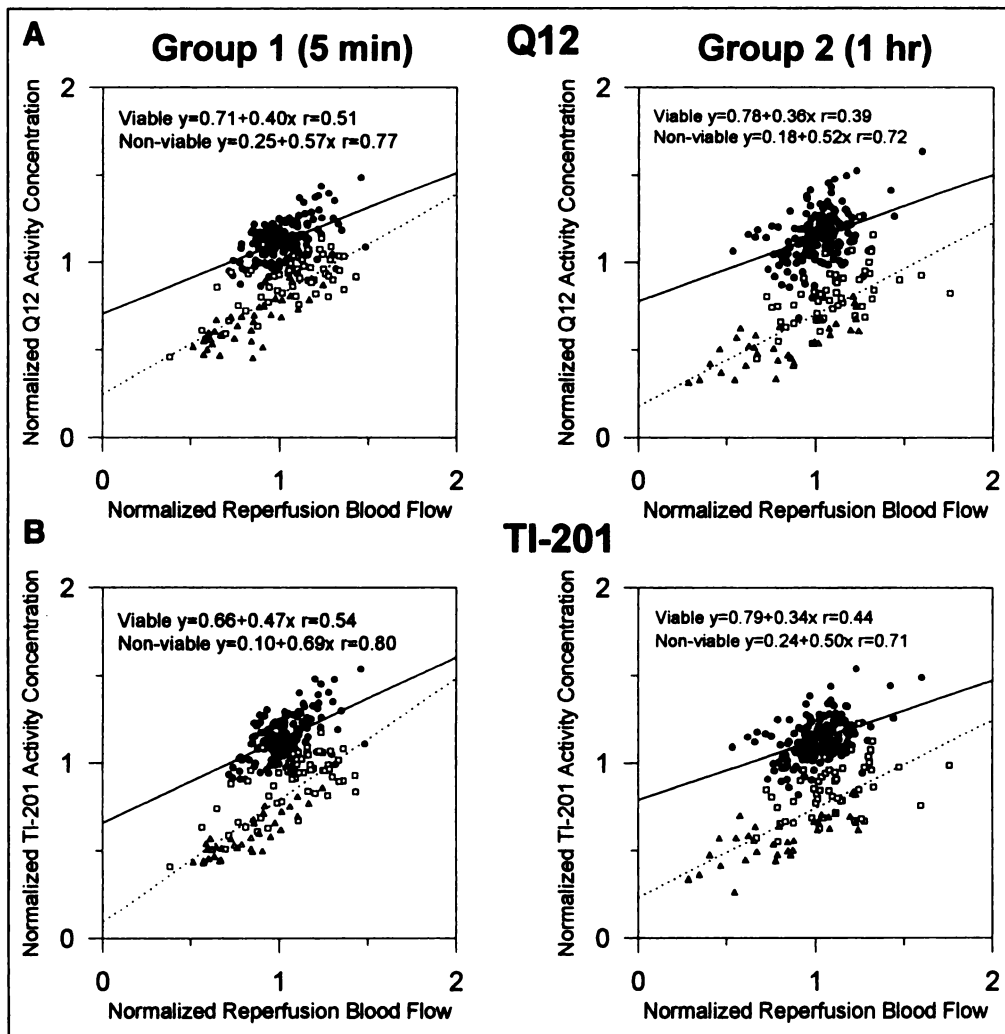 A
Q12
Group 1 (5 min)
Group 2 (1 hr)
2
Viable y=0.71+0.40x r=0.51
Non-viable y=0.25+0.57x r=0.77
1
0
Normalized Q12 Activity Concentration
0 1 2
Normalized Reperfusion Blood Flow
2
Viable y=0.78+0.36x r=0.39
Non-viable y=0.18+0.52x r=0.72
1
0
Normalized Q12 Activity Concentration
0 1 2
Normalized Reperfusion Blood Flow
B
Tl-201
2
Viable y=0.66+0.47x r=0.54
Non-viable y=0.10+0.69x r=0.80
1
0
Normalized Tl-201 Activity Concentration
0 1 2
Normalized Reperfusion Blood Flow
2
Viable y=0.79+0.34x r=0.44
Non-viable y=0.24+0.50x r=0.71
1
0
Normalized Tl-201 Activity Concentration
0 1 2
Normalized Reperfusion Blood Flow